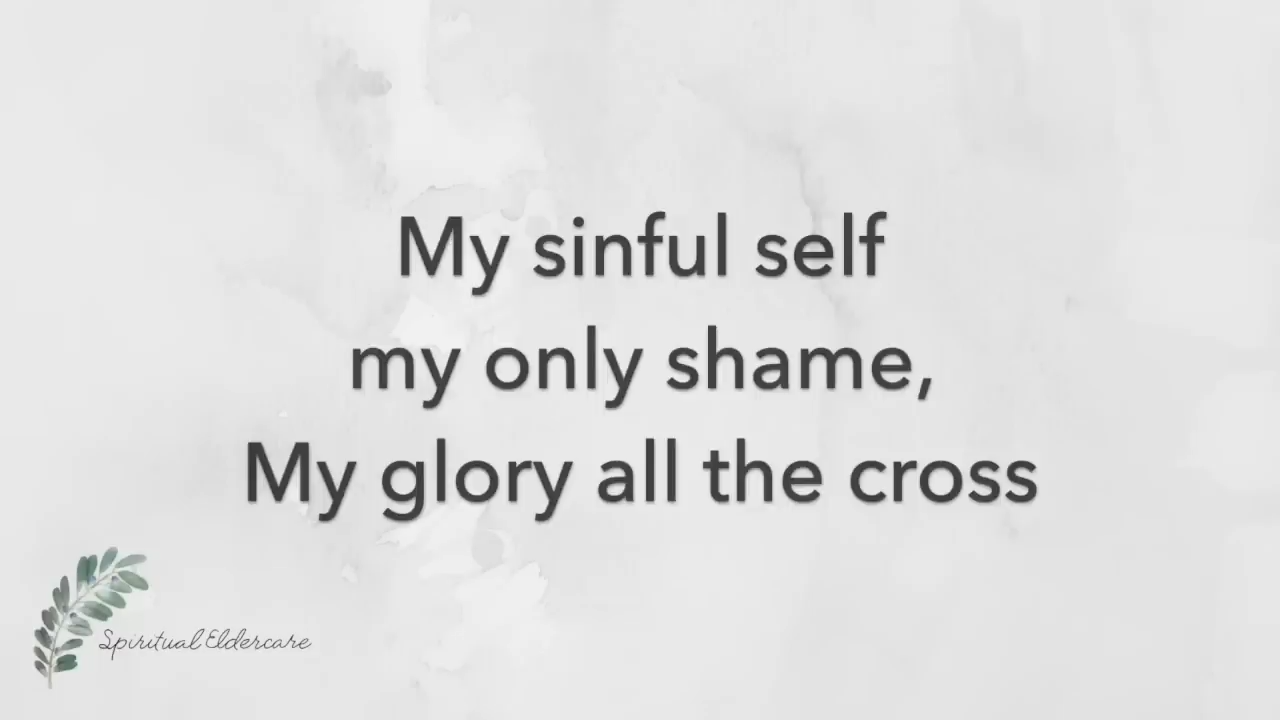 My sinful self
my only shame,
My glory all the cross
Spiritual Eldercare